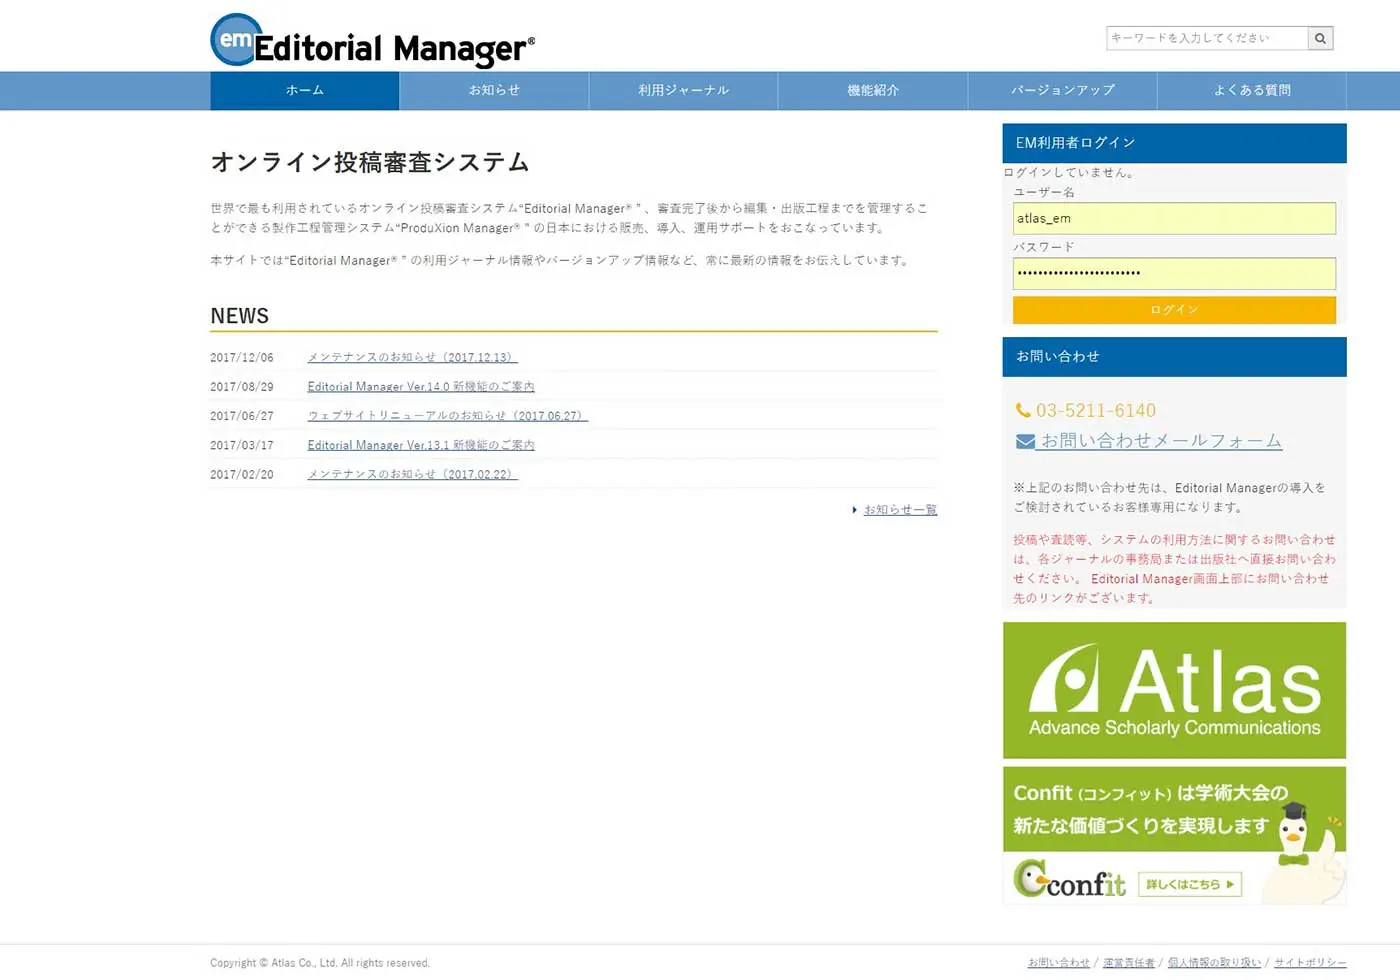 em Editorial Manager®
キーワードを入力してください
ホーム
お知らせ
利用ジャーナル
機能紹介
バージョンアップ
よくある質問
オンライン投稿審査システム
世界で最も利用されているオンライン投稿審査システム“Editorial Manager® ” 、審査完了後から編集・出版工程までを管理するこ
とができる製作工程管理システム“ProduXion Manager® ” の日本における販売、導入、運用サポートをおこなっています。
本サイトでは“Editorial Manager® ” の利用ジャーナル情報やバージョンアップ情報など、常に最新の情報をお伝えしています。
NEWS
2017/12/06 メンテナンスのお知らせ（2017.12.13）
2017/08/29 Editorial Manager Ver.14.0 新機能のご案内
2017/06/27 ウェブサイトリニューアルのお知らせ（2017.06.27）
2017/03/17 Editorial Manager Ver.13.1 新機能のご案内
2017/02/20 メンテナンスのお知らせ（2017.02.22）
お知らせ一覧
EM利用者ログイン
ログインしていません。
ユーザー名
atlas_em
パスワード
ログイン
お問い合わせ
03-5211-6140
お問い合わせメールフォーム
※上記のお問い合わせ先は、Editorial Managerの導入を
ご検討されているお客様専用になります。
投稿や査読等、システムの利用方法に関するお問い合わせ
は、各ジャーナルの事務局または出版社へ直接お問い合わ
せください。 Editorial Manager画面上部にお問い合わせ
先のリンクがございます。
Atlas
Advance Scholarly Communications
Confit（コンフィット）は学術大会の
新たな価値づくりを実現します
Confit 詳しくはこちら ▶
Copyright © Atlas Co., Ltd. All rights reserved.
お問い合わせ / 運営責任者 / 個人情報の取り扱い / サイトポリシー